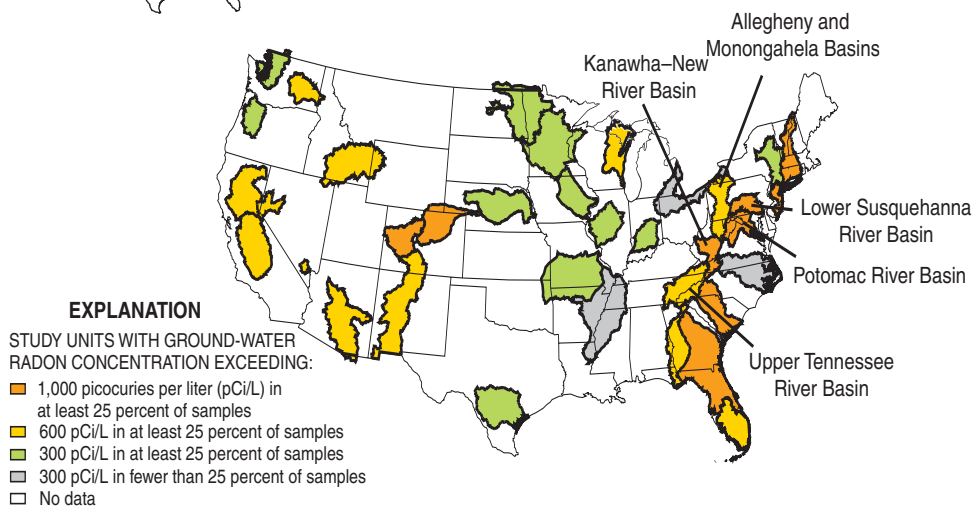 Allegheny and
Monongahela Basins
Kanawha–New
River Basin
Lower Susquehanna
River Basin
Potomac River Basin
Upper Tennessee
River Basin
EXPLANATION
STUDY UNITS WITH GROUND-WATER
RADON CONCENTRATION EXCEEDING:
1,000 picocuries per liter (pCi/L) in
at least 25 percent of samples
600 pCi/L in at least 25 percent of samples
300 pCi/L in at least 25 percent of samples
300 pCi/L in fewer than 25 percent of samples
No data